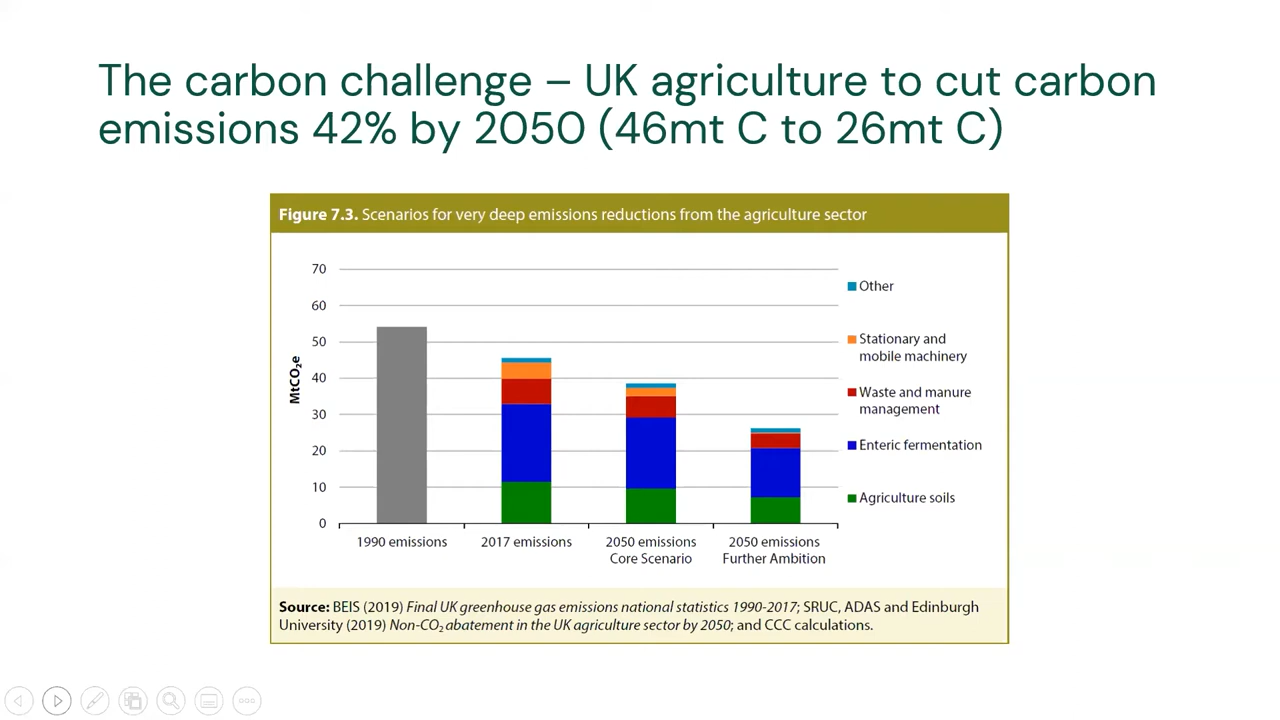 The carbon challenge – UK agriculture to cut carbon
emissions 42% by 2050 (46mt C to 26mt C)
Figure 7.3. Scenarios for very deep emissions reductions from the agriculture sector
MtCO₂e
70
60
50
40
30
20
10
0
1990 emissions
2017 emissions
2050 emissions
Core Scenario
2050 emissions
Further Ambition
Other
Stationary and
mobile machinery
Waste and manure
management
Enteric fermentation
Agriculture soils
Source: BEIS (2019) Final UK greenhouse gas emissions national statistics 1990-2017; SRUC, ADAS and Edinburgh
University (2019) Non-CO₂ abatement in the UK agriculture sector by 2050; and CCC calculations.